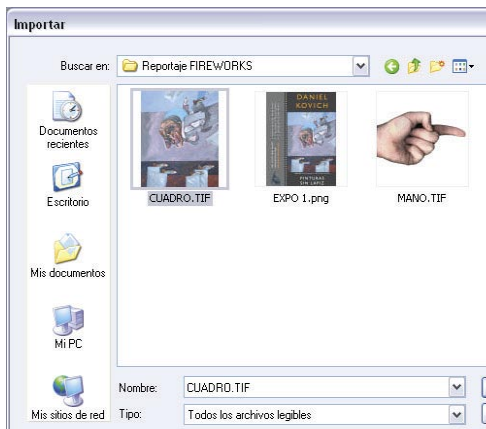 Importar
Buscar en:
Reportaje FIREWORKS
Documentos
recientes
Escritorio
Mis documentos
Mi PC
Mis sitios de red
DANIEL
KOVICH
PINTURAS
SIN LAPIZ
CUADRO.TIF
EXPO 1.png
MANO.TIF
Nombre:
CUADRO.TIF
Tipo:
Todos los archivos legibles